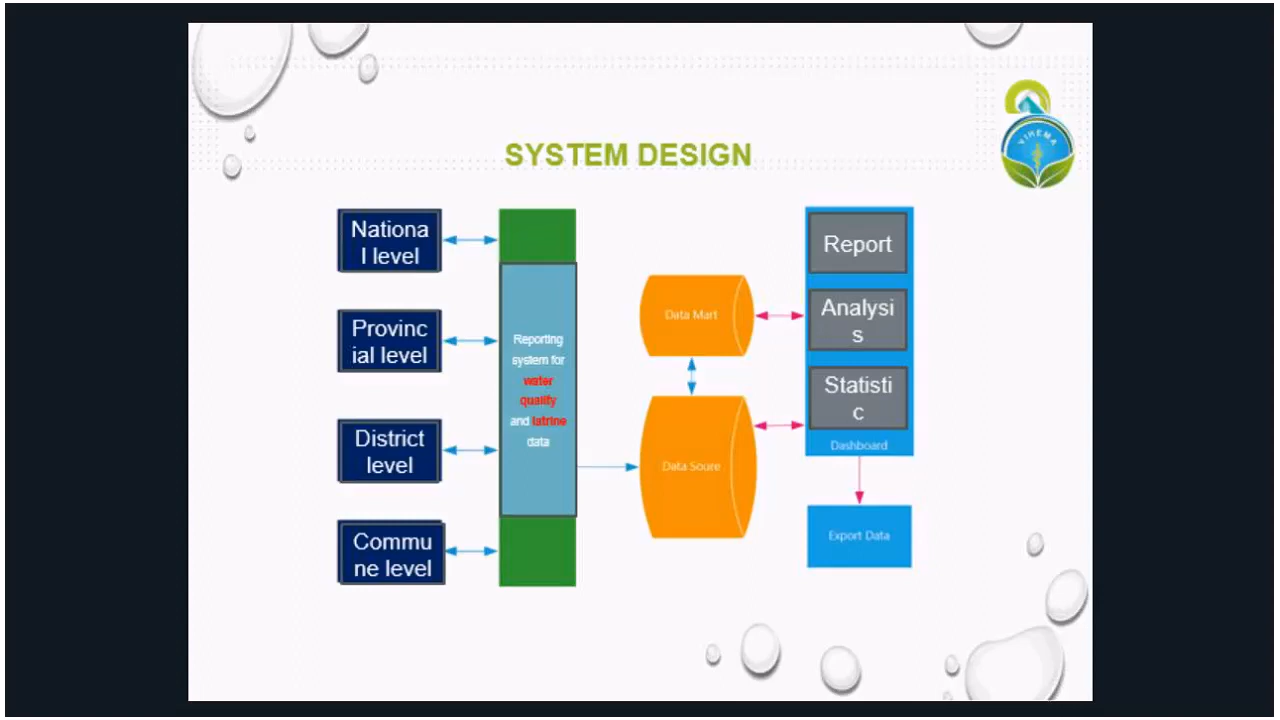 VIHEMA
SYSTEM DESIGN
Nationa
l level
Provinc
ial level
District
level
Commu
ne level
Reporting
system for
water
quality
and latrine
data
Data Mart
Data Soure
Report
Analysi
s
Statisti
c
Dashboard
Export Data